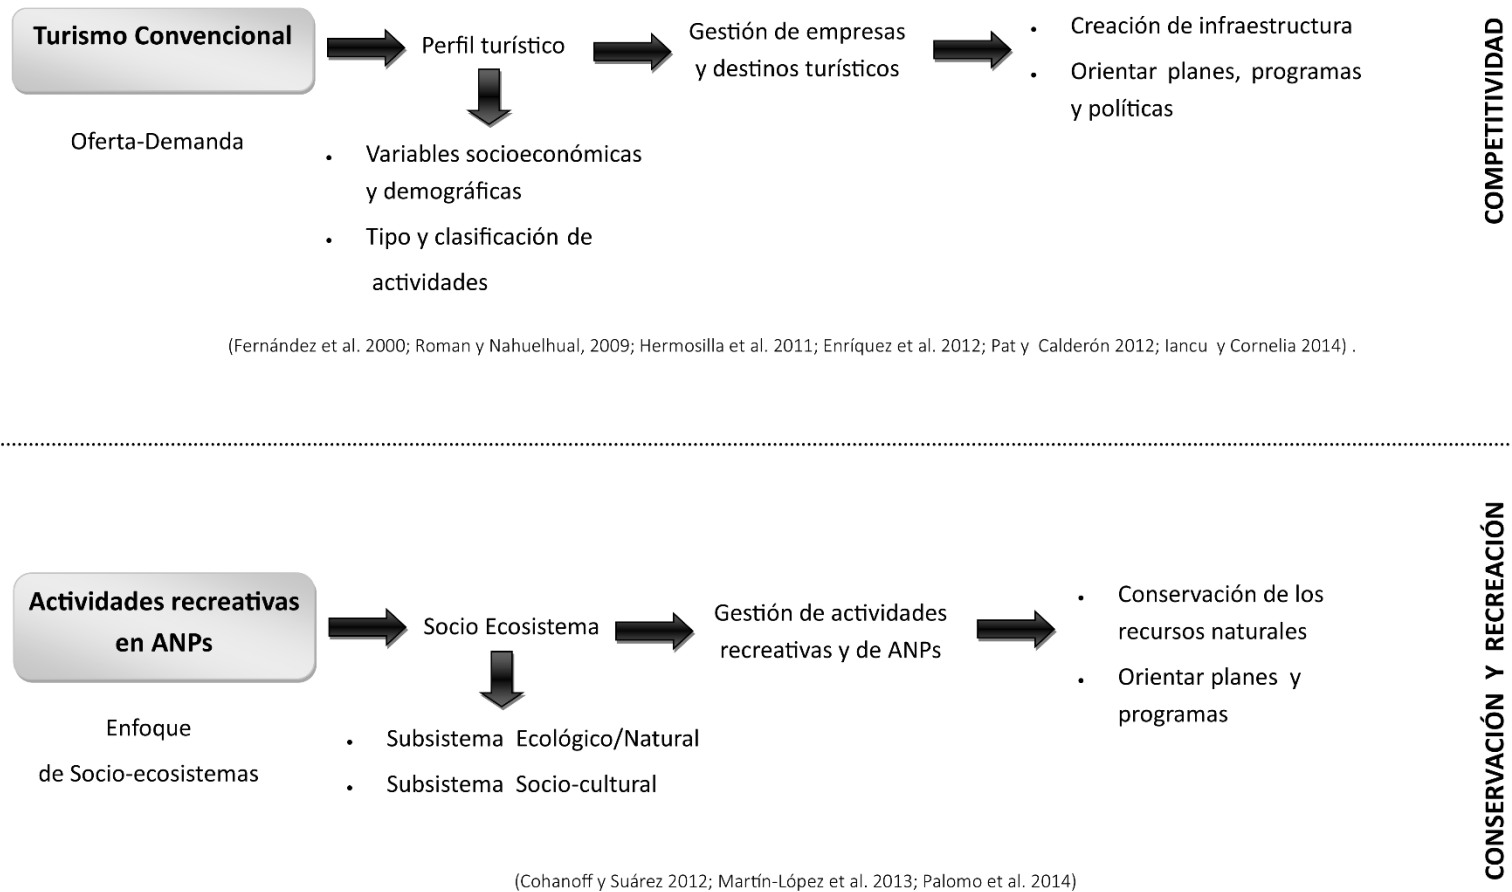 Turismo Convencional
Oferta-Demanda
Perfil turístico
• Variables socioeconómicas
y demográficas
• Tipo y clasificación de
actividades
Gestión de empresas
y destinos turísticos
• Creación de infraestructura
• Orientar planes, programas
y políticas
COMPETITIVIDAD
(Fernández et al. 2000; Roman y Nahuelhual, 2009; Hermosilla et al. 2011; Enríquez et al. 2012; Pat y Calderón 2012; Iancu y Cornelia 2014) .
Actividades recreativas
en ANPs
Enfoque
de Socio-ecosistemas
Socio Ecosistema
• Subsistema Ecológico/Natural
• Subsistema Socio-cultural
Gestión de actividades
recreativas y de ANPs
• Conservación de los
recursos naturales
• Orientar planes y
programas
CONSERVACIÓN Y RECREACIÓN
(Cohanoff y Suárez 2012; Martín-López et al. 2013; Palomo et al. 2014)